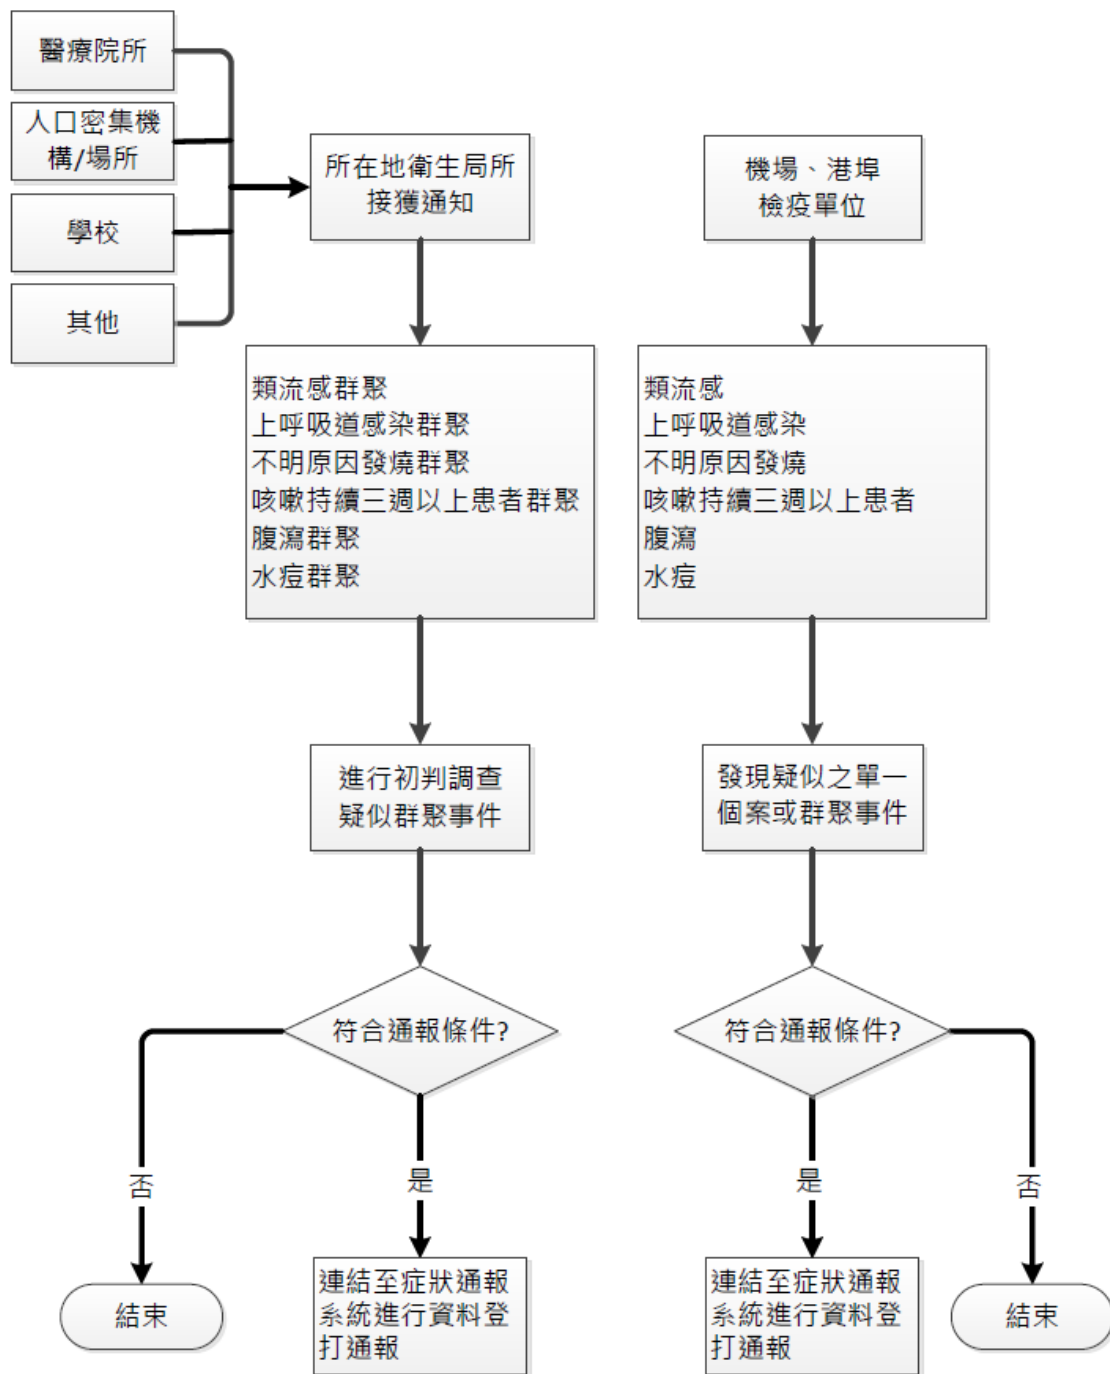 醫療院所
人口密集機
構/場所
學校
其他
所在地衛生局所
接獲通知
類流感群聚
上呼吸道感染群聚
不明原因發燒群聚
咳嗽持續三週以上患者群聚
腹瀉群聚
水痘群聚
進行初判調查
疑似群聚事件
符合通報條件?
否
是
結束
連結至症狀通報
系統進行資料登
打通報
機場、港埠
檢疫單位
類流感
上呼吸道感染
不明原因發燒
咳嗽持續三週以上患者
腹瀉
水痘
發現疑似之單一
個案或群聚事件
符合通報條件?
是
否
連結至症狀通報
系統進行資料登
打通報
結束